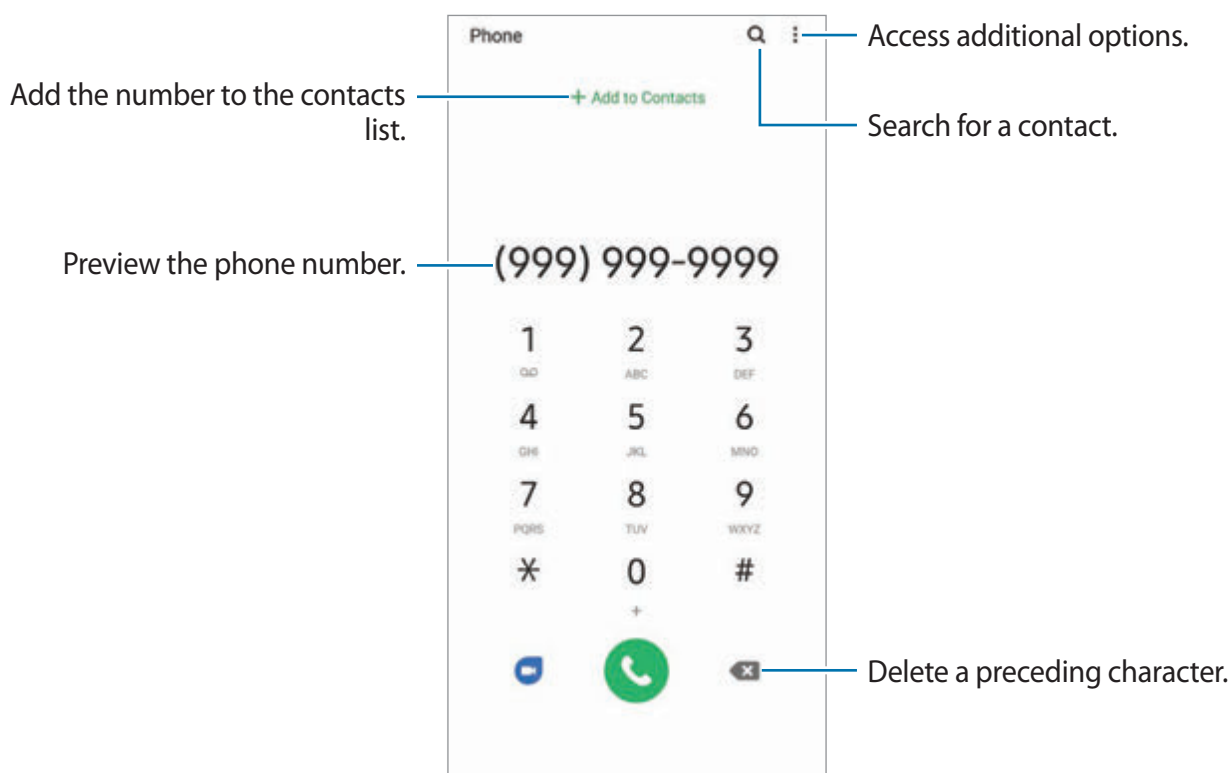 Phone
Access additional options.
Add the number to the contacts
list.
+ Add to Contacts
Search for a contact.
Preview the phone number.
(999) 999-9999
1 2 3
ABC DEF
4 5 6
GHI JKL MNO
7 8 9
PQRS TUV WXYZ
* 0 #
+
Delete a preceding character.